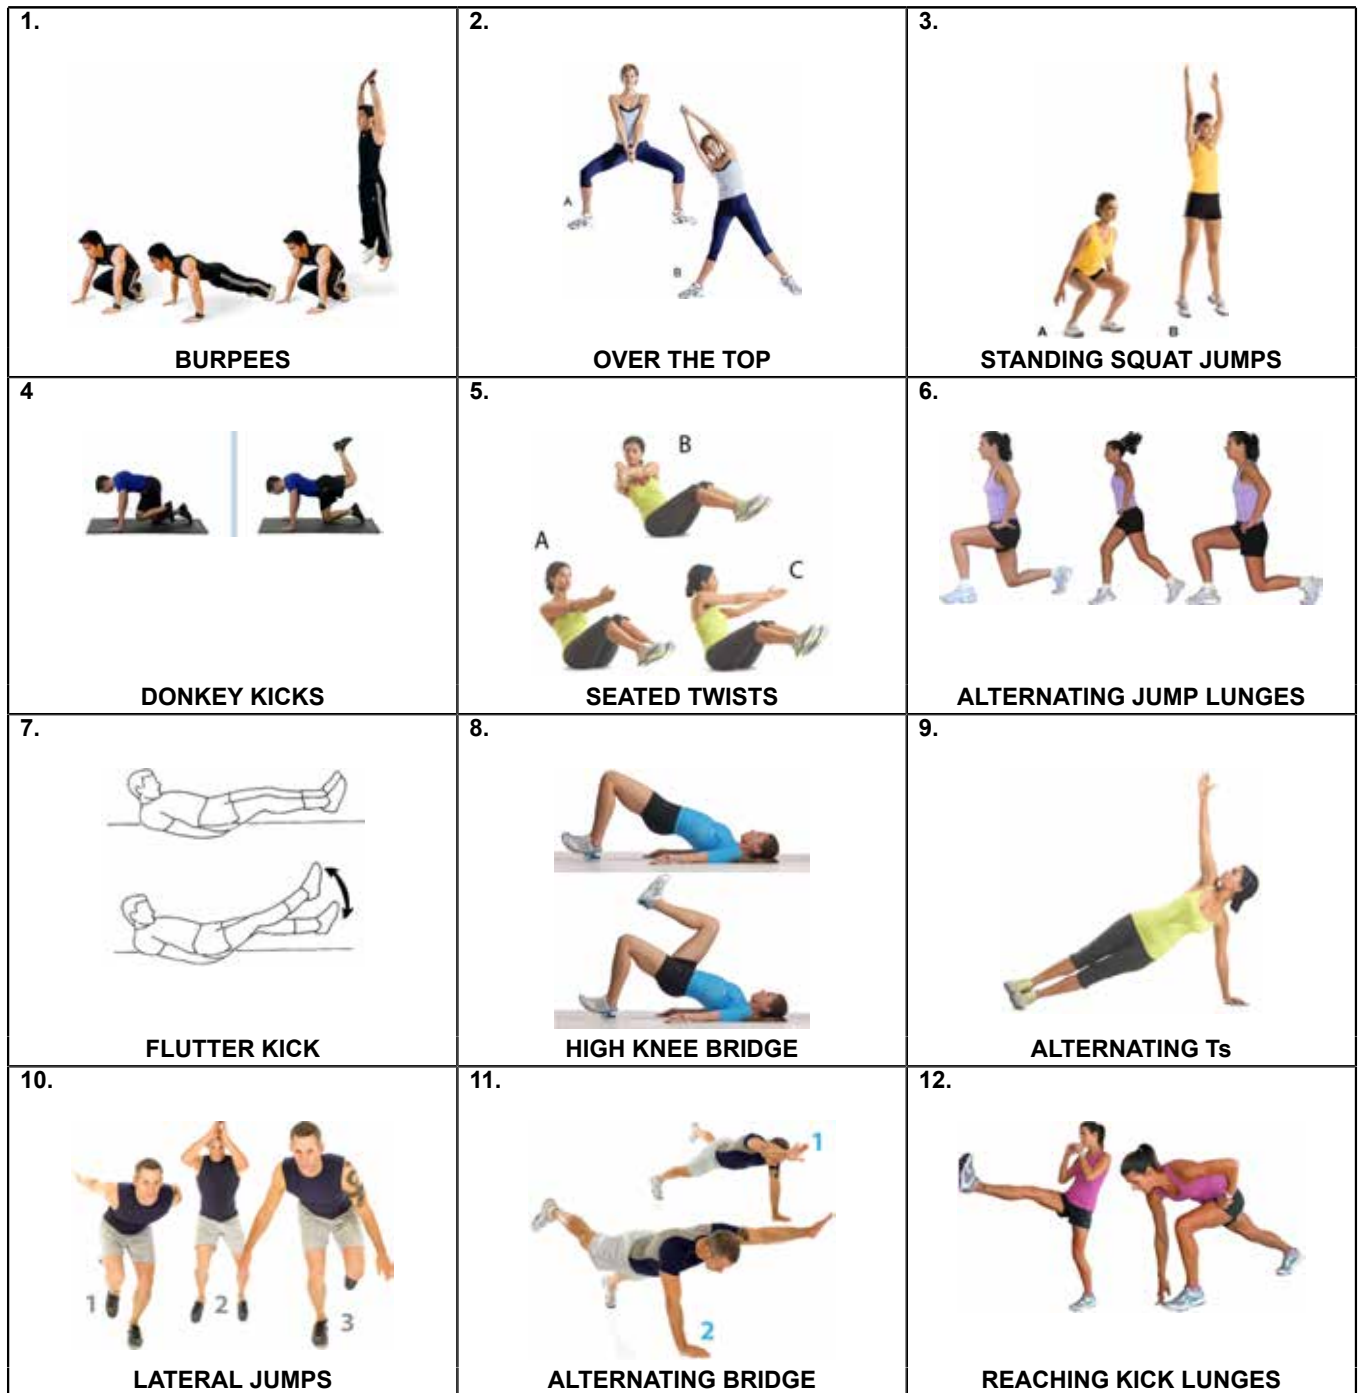 1.
BURPEES
2.
A
B
OVER THE TOP
3.
A B
STANDING SQUAT JUMPS
4
DONKEY KICKS
5.
B
A
C
SEATED TWISTS
6.
ALTERNATING JUMP LUNGES
7.
FLUTTER KICK
8.
HIGH KNEE BRIDGE
9.
ALTERNATING Ts
10.
1 2 3
LATERAL JUMPS
11.
1
2
ALTERNATING BRIDGE
12.
REACHING KICK LUNGES